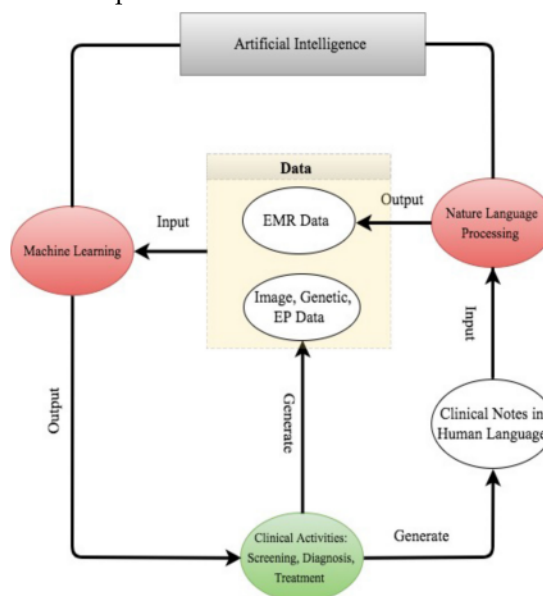 Artificial Intelligence
Data
Output
Input
EMR Data
Nature Language
Processing
Machine Learning
Image, Genetic,
EP Data
Input
Output
Generate
Clinical Notes in
Human Language
Clinical Activities:
Screening, Diagnosis,
Treatment
Generate